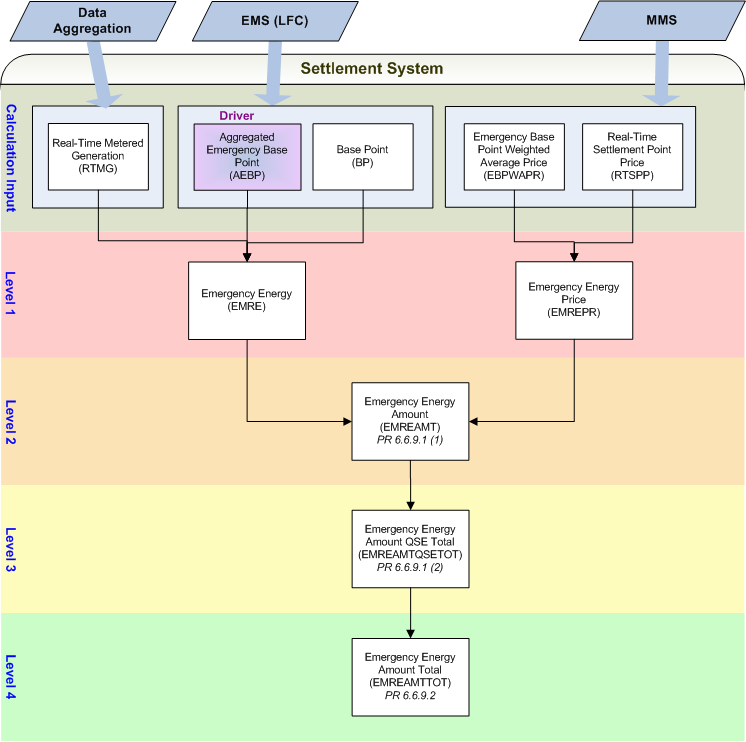 Data
Aggregation
EMS (LFC)
MMS
Settlement System
Calculation Input
Driver
Real-Time Metered
Generation
(RTMG)
Aggregated
Emergency Base
Point
(AEBP)
Base Point
(BP)
Emergency Base
Point Weighted
Average Price
(EBPWAPR)
Real-Time
Settlement Point
Price
(RTSPP)
Level 1
Emergency Energy
(EMRE)
Emergency Energy
Price
(EMREPR)
Level 2
Emergency Energy
Amount
(EMREAMT)
PR 6.6.9.1 (1)
Level 3
Emergency Energy
Amount QSE Total
(EMREAMTQSETOT)
PR 6.6.9.1 (2)
Level 4
Emergency Energy
Amount Total
(EMREAMTTOT)
PR 6.6.9.2